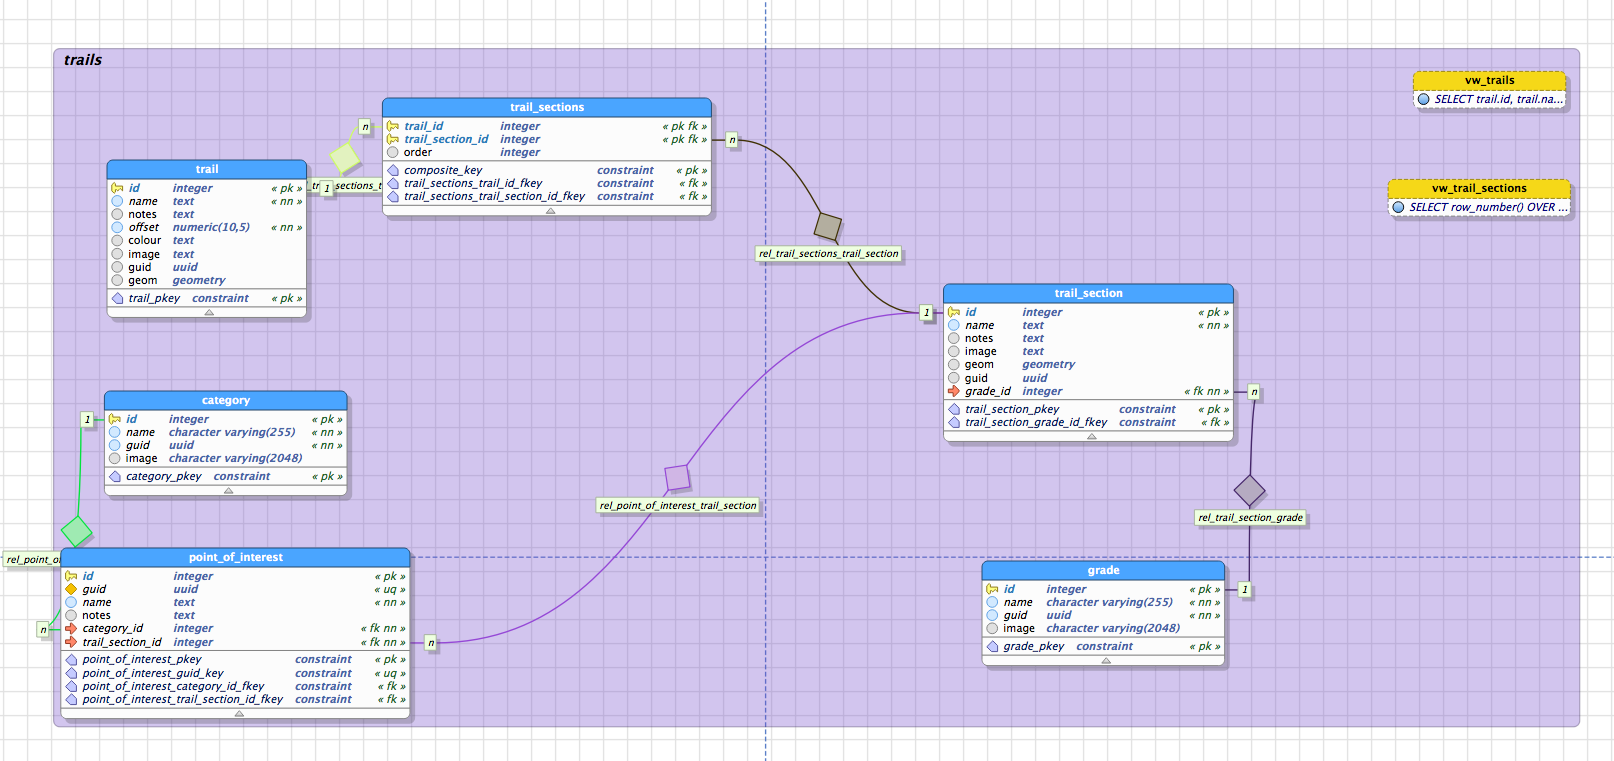 trails
vw_trails
SELECT trail.id, trail.na...
vw_trail_sections
SELECT row_number() OVER ...
trail_sections
trail_id integer « pk fk »
trail_section_id integer « pk fk »
order integer
composite_key constraint « pk »
trail_sections_trail_id_fkey constraint « fk »
trail_sections_trail_section_id_fkey constraint « fk »
n
n
1
sections_t
trail
id integer « pk »
name text « nn »
notes text
offset numeric(10,5) « nn »
colour text
image text
guid uuid
geom geometry
trail_pkey constraint « pk »
rel_trail_sections_trail_section
1
trail_section
id integer « pk »
name text « nn »
notes text
image text
geom geometry
guid uuid
grade_id integer « fk nn »
trail_section_pkey constraint « pk »
trail_section_grade_id_fkey constraint « fk »
n
category
1
id integer « pk »
name character varying(255) « nn »
guid uuid « nn »
image character varying(2048)
category_pkey constraint « pk »
rel_point_of_interest_trail_section
rel_trail_section_grade
rel_point_of
point_of_interest
id integer « pk »
guid uuid « uq »
name text « nn »
notes text
category_id integer « fk nn »
trail_section_id integer « fk nn »
point_of_interest_pkey constraint « pk »
point_of_interest_guid_key constraint « uq »
point_of_interest_category_id_fkey constraint « fk »
point_of_interest_trail_section_id_fkey constraint « fk »
n
n
grade
id integer « pk »
name character varying(255) « nn »
guid uuid « nn »
image character varying(2048)
grade_pkey constraint « pk »
1